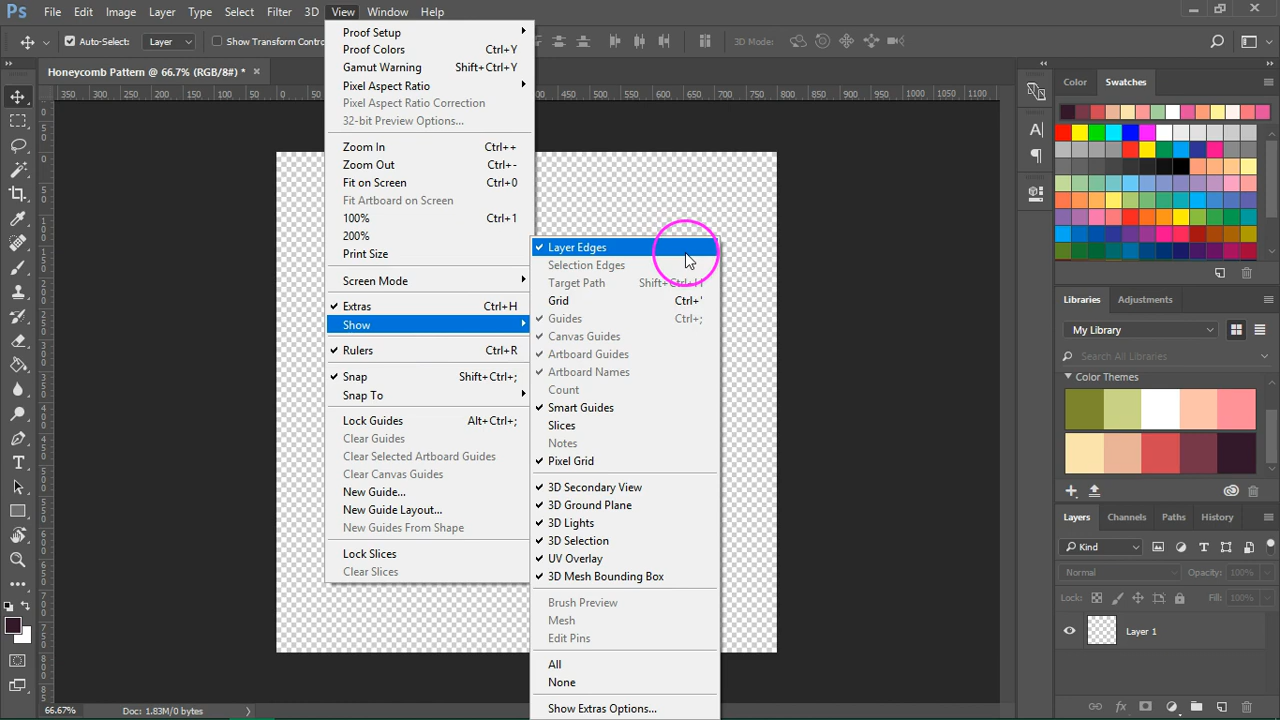 Ps File Edit Image Layer Type Select Filter 3D View Window Help
Auto-Select: Layer Show Transform Contro 3D Mode:
Honeycomb Pattern @ 66.7% (RGB/8#) *
350 300 250 200 150 100 50 0 450 500 550 600 650 700 750 800 850 900 950 1000 1050 1100
Proof Setup
Proof Colors Ctrl+Y
Gamut Warning Shift+Ctrl+Y
Pixel Aspect Ratio
Pixel Aspect Ratio Correction
32-bit Preview Options...
Zoom In Ctrl++
Zoom Out Ctrl+-
Fit on Screen Ctrl+0
Fit Artboard on Screen
100% Ctrl+1
200%
Print Size
Screen Mode
Extras Ctrl+H
Show
Rulers Ctrl+R
Snap Shift+Ctrl+;
Snap To
Lock Guides Alt+Ctrl+;
Clear Guides
Clear Selected Artboard Guides
Clear Canvas Guides
New Guide...
New Guide Layout...
New Guides From Shape
Lock Slices
Clear Slices
Layer Edges
Selection Edges
Target Path Shift+Ctrl+H
Grid Ctrl+'
Guides Ctrl+;
Canvas Guides
Artboard Guides
Artboard Names
Count
Smart Guides
Slices
Notes
Pixel Grid
3D Secondary View
3D Ground Plane
3D Lights
3D Selection
UV Overlay
3D Mesh Bounding Box
Brush Preview
Mesh
Edit Pins
All
None
Show Extras Options...
Color Swatches
Libraries Adjustments
My Library
Search All Libraries
Color Themes
Layers Channels Paths History
Kind
Normal Opacity: 100%
Locks: Fill: 100%
Layer 1
66.67% Doc: 1.83M/0 bytes